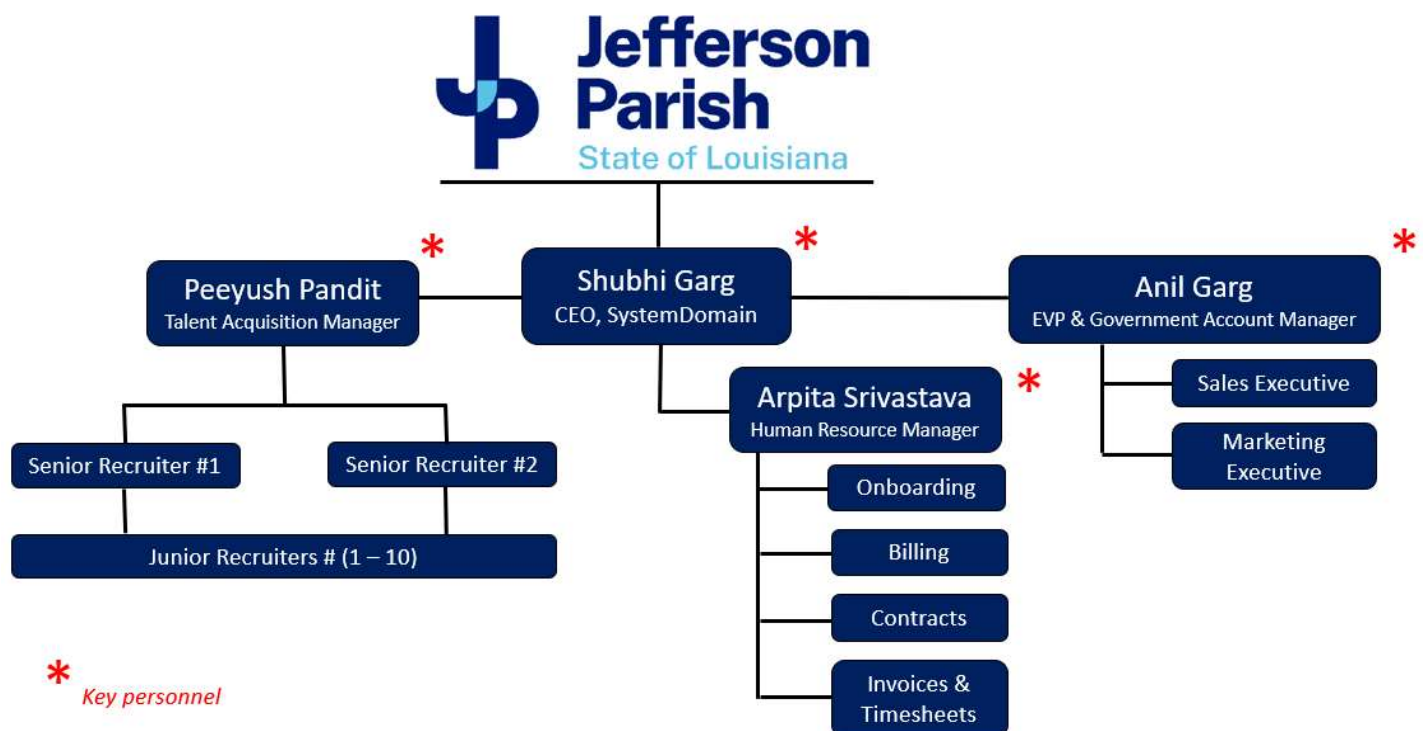 Jefferson
Parish
State of Louisiana
*
*
*
Peeyush Pandit
Talent Acquisition Manager
Shubhi Garg
CEO, SystemDomain
Anil Garg
EVP & Government Account Manager
Arpita Srivastava
Human Resource Manager
*
Sales Executive
Marketing
Executive
Senior Recruiter #1
Senior Recruiter #2
Junior Recruiters # (1 – 10)
Onboarding
Billing
Contracts
Invoices &
Timesheets
* Key personnel